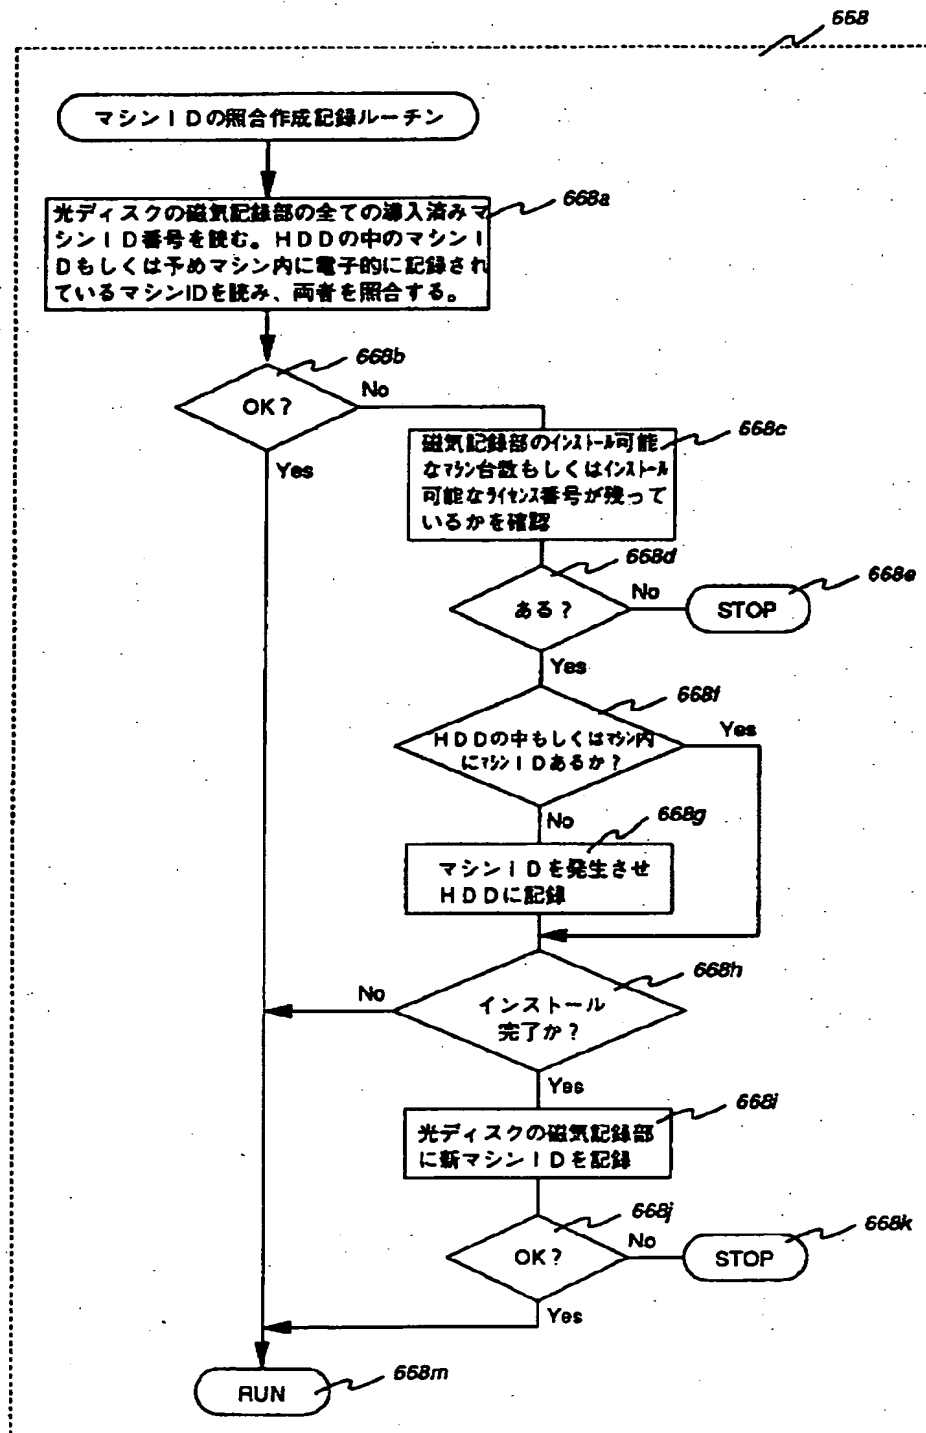 668
マシンIDの照合作成記録ルーチン
668a
光ディスクの磁気記録部の全ての導入済みマ
シンID番号を読む。HDDの中のマシンI
Dもしくは予めマシン内に電子的に記録され
ているマシンIDを読み、両者を照合する。
668b
OK?
No
Yes
668c
磁気記録部のインストール可能
なマシン台数もしくはインストール
可能なライセンス番号が残って
いるかを確認
668d
ある?
No
668e
STOP
Yes
668f
HDDの中もしくはマシン内
にマシンIDあるか?
Yes
No
668g
マシンIDを発生させ
HDDに記録
668h
インストール
完了か?
No
Yes
668i
光ディスクの磁気記録部
に新マシンIDを記録
668j
OK?
No
668k
STOP
Yes
668m
RUN